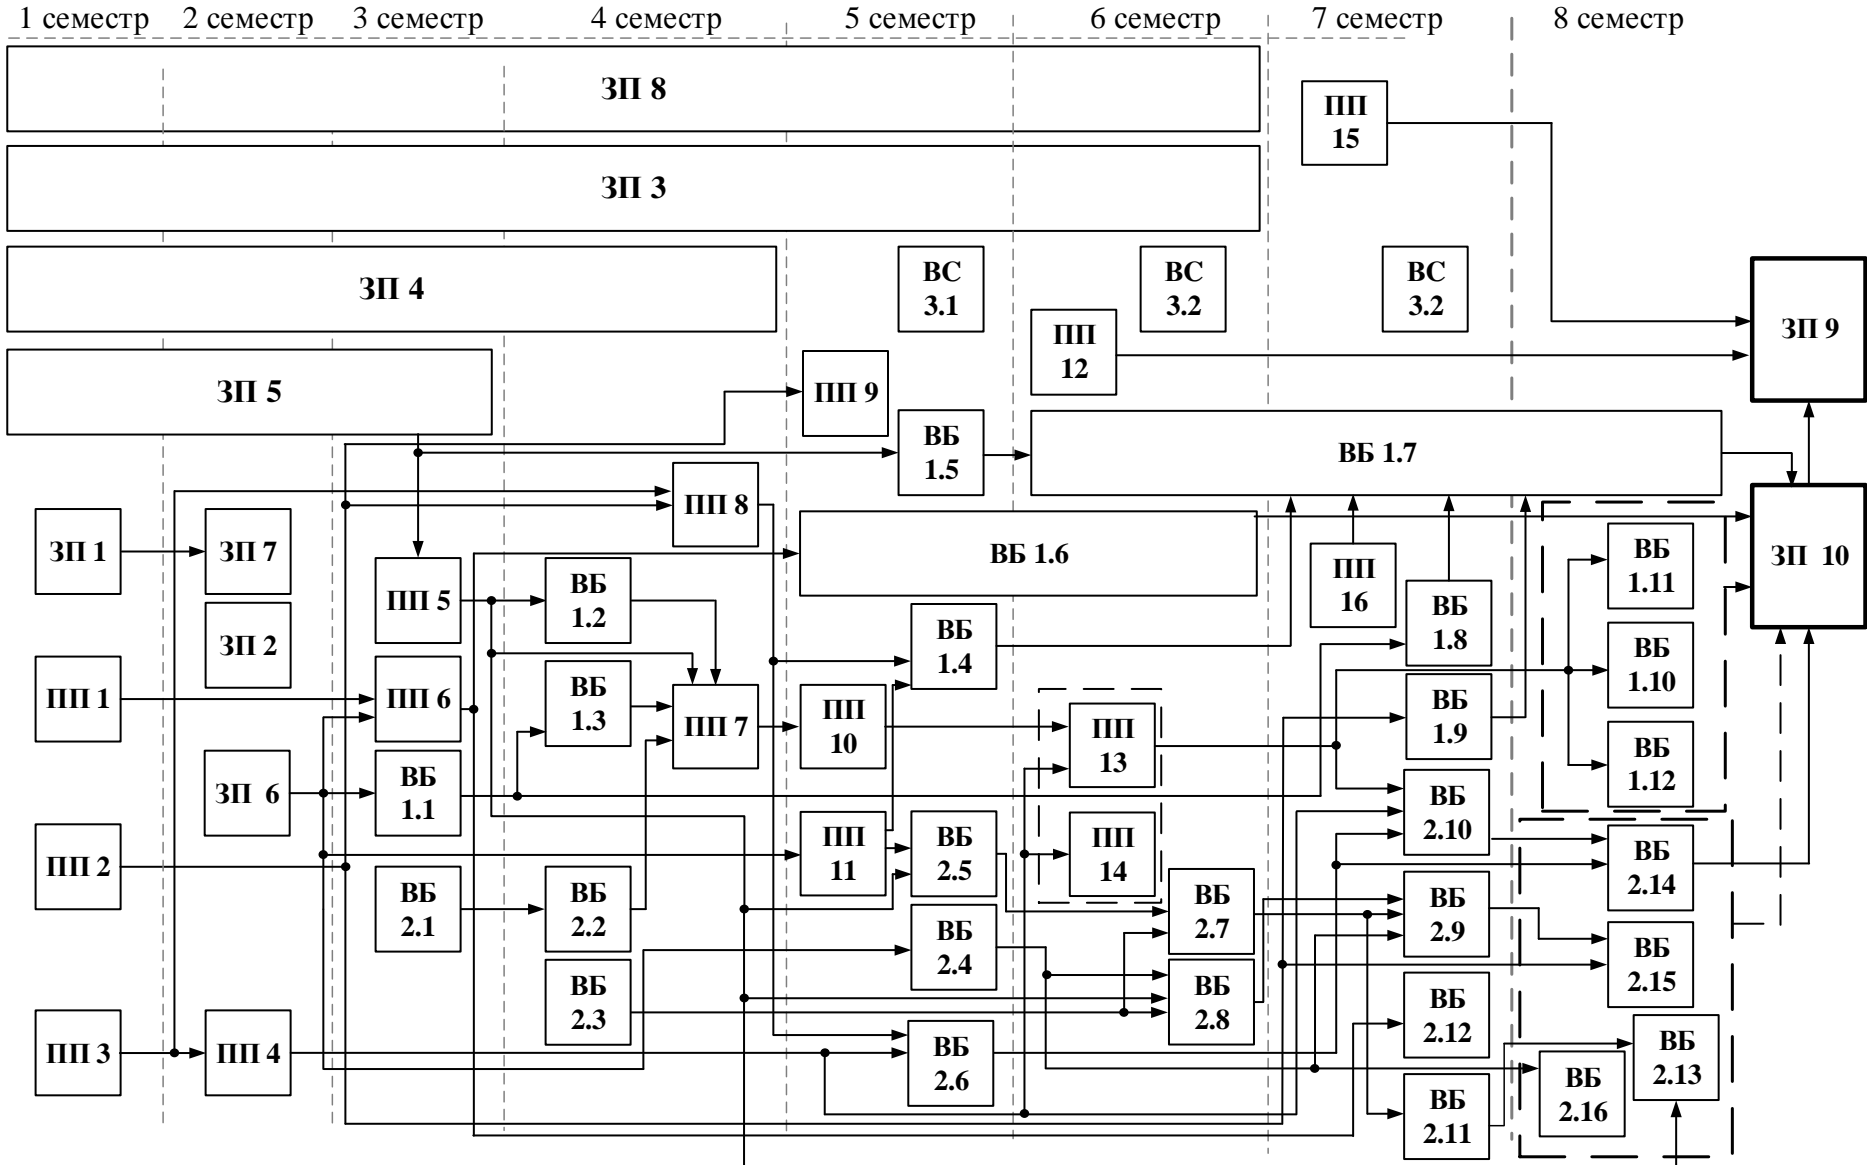 1 семестр 2 семестр 3 семестр 4 семестр 5 семестр 6 семестр 7 семестр 8 семестр
ЗП 8
ПП
15
ЗП 3
ЗП 4
ВС
3.1
ВС
3.2
ВС
3.2
ЗП 9
ПП
12
ЗП 5
ПП 9
ВБ
1.5
ВБ 1.7
ПП 8
ЗП 1
ЗП 7
ВБ 1.6
ПП
16
ВБ
1.11
ЗП 10
ПП 5
ВБ
1.2
ВБ
1.8
ЗП 2
ВБ
1.4
ВБ
1.10
ПП 1
ПП 6
ВБ
1.3
ПП 7
ПП
10
ПП
13
ВБ
1.9
ВБ
1.12
ЗП 6
ВБ
1.1
ВБ
2.10
ПП 2
ПП
11
ВБ
2.5
ПП
14
ВБ
2.14
ВБ
2.1
ВБ
2.2
ВБ
2.7
ВБ
2.9
ВБ
2.4
ВБ
2.15
ВБ
2.3
ВБ
2.8
ВБ
2.12
ПП 3
ПП 4
ВБ
2.6
ВБ
2.13
ВБ
2.16
ВБ
2.11